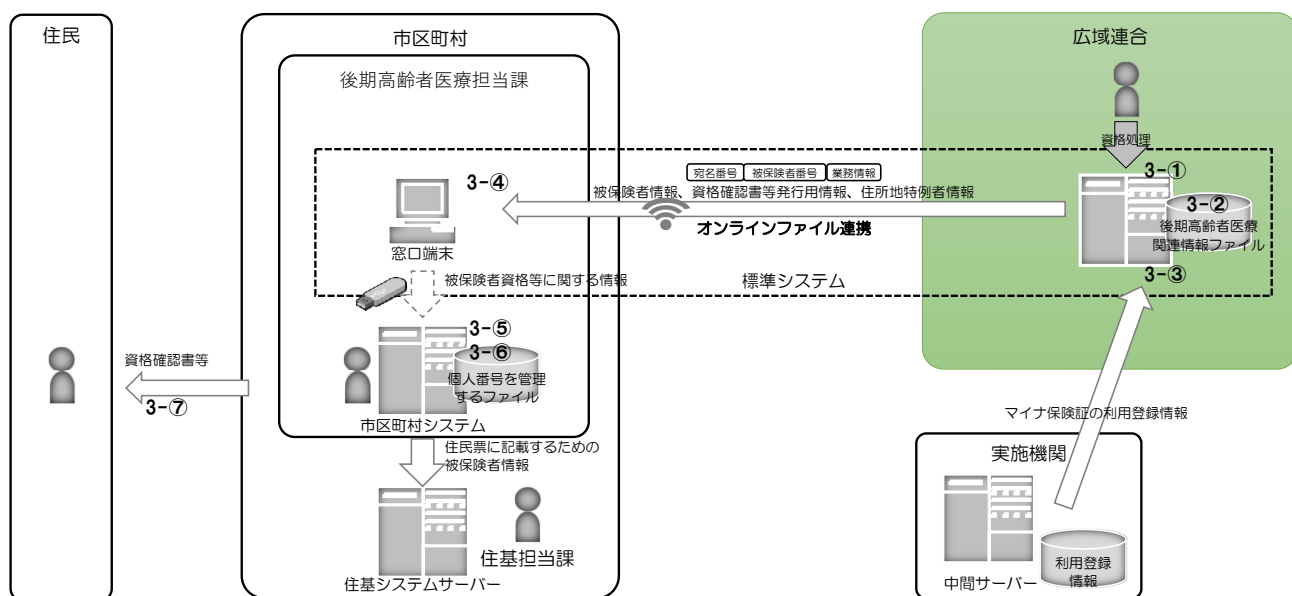 住民
市区町村
後期高齢者医療担当課
広域連合
資格処理
3-①
3-②
後期高齢者医療
関連情報ファイル
3-③
宛名番号 被保険者番号 業務情報
被保険者情報、資格確認書等発行用情報、住所地特例者情報
オンラインファイル連携
標準システム
3-④
窓口端末
被保険者資格等に関する情報
3-⑤
3-⑥
個人番号を管理
するファイル
市区町村システム
資格確認書等
3-⑦
住民票に記載するための
被保険者情報
住基担当課
住基システムサーバー
マイナ保険証の利用登録情報
実施機関
中間サーバー
利用登録
情報